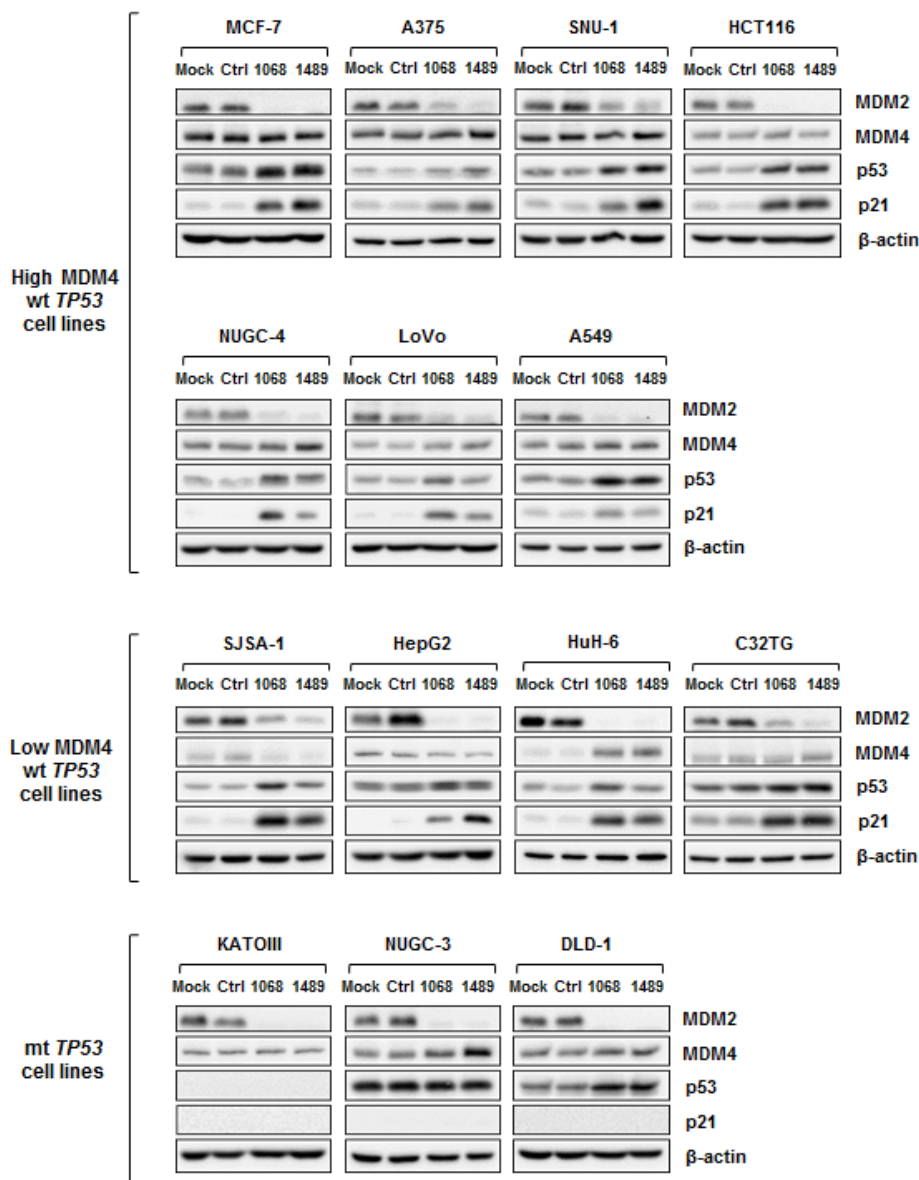 MCF-7 A375 SNU-1 HCT116
Mock Ctrl 1068 1489 Mock Ctrl 1068 1489 Mock Ctrl 1068 1489 Mock Ctrl 1068 1489
MDM2
MDM4
p53
p21
β-actin
High MDM4
wt TP53
cell lines
NUGC-4 LoVo A549
Mock Ctrl 1068 1489 Mock Ctrl 1068 1489 Mock Ctrl 1068 1489
MDM2
MDM4
p53
p21
β-actin
SJSA-1 HepG2 HuH-6 C32TG
Mock Ctrl 1068 1489 Mock Ctrl 1068 1489 Mock Ctrl 1068 1489 Mock Ctrl 1068 1489
MDM2
MDM4
p53
p21
β-actin
Low MDM4
wt TP53
cell lines
KATOIII NUGC-3 DLD-1
Mock Ctrl 1068 1489 Mock Ctrl 1068 1489 Mock Ctrl 1068 1489
MDM2
MDM4
p53
p21
β-actin
mt TP53
cell lines